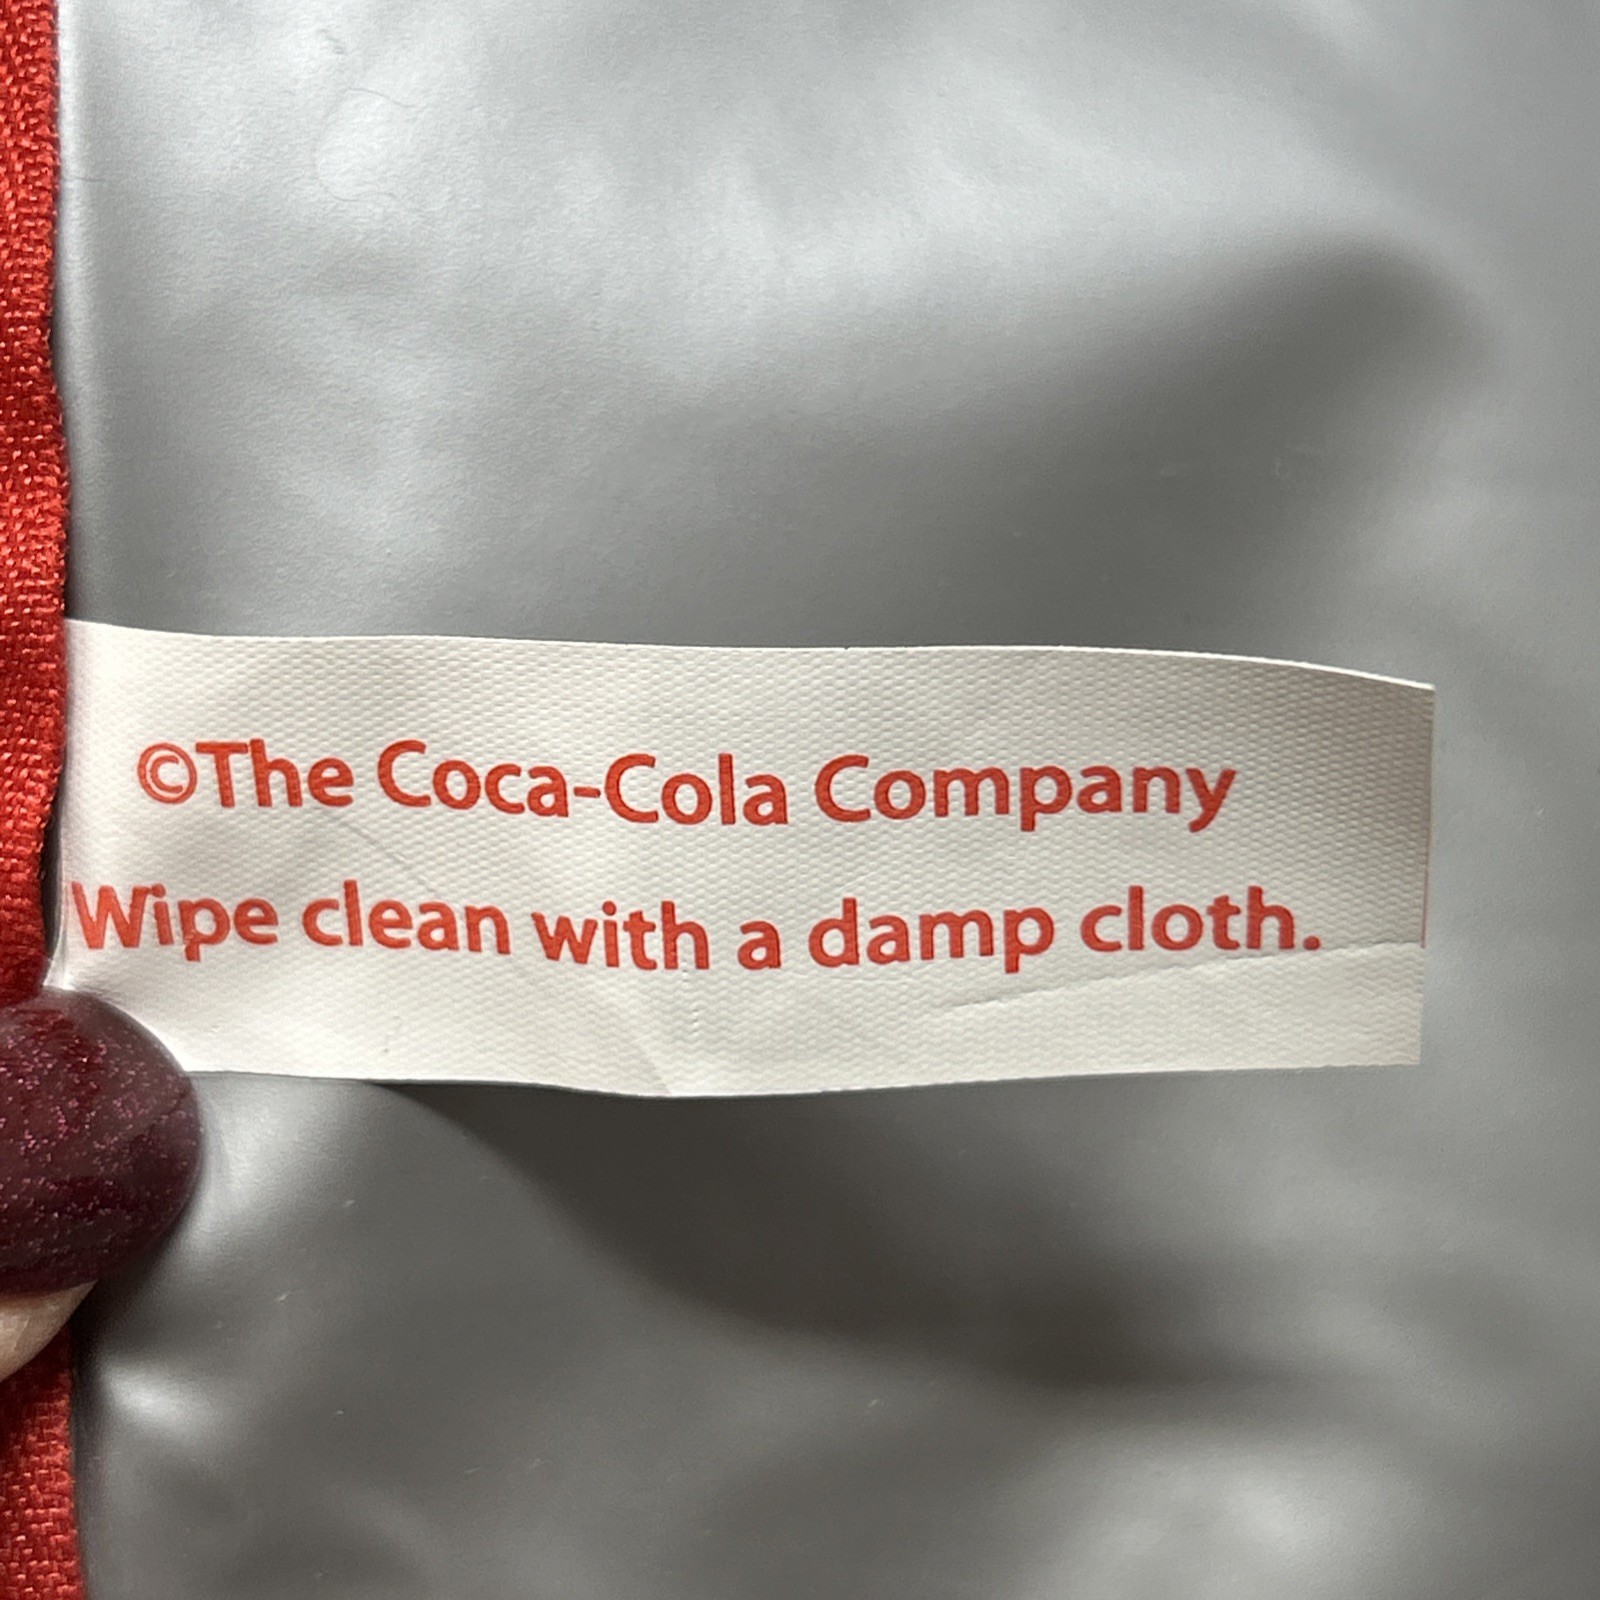 ©The Coca-Cola Company
Wipe clean with a damp cloth.